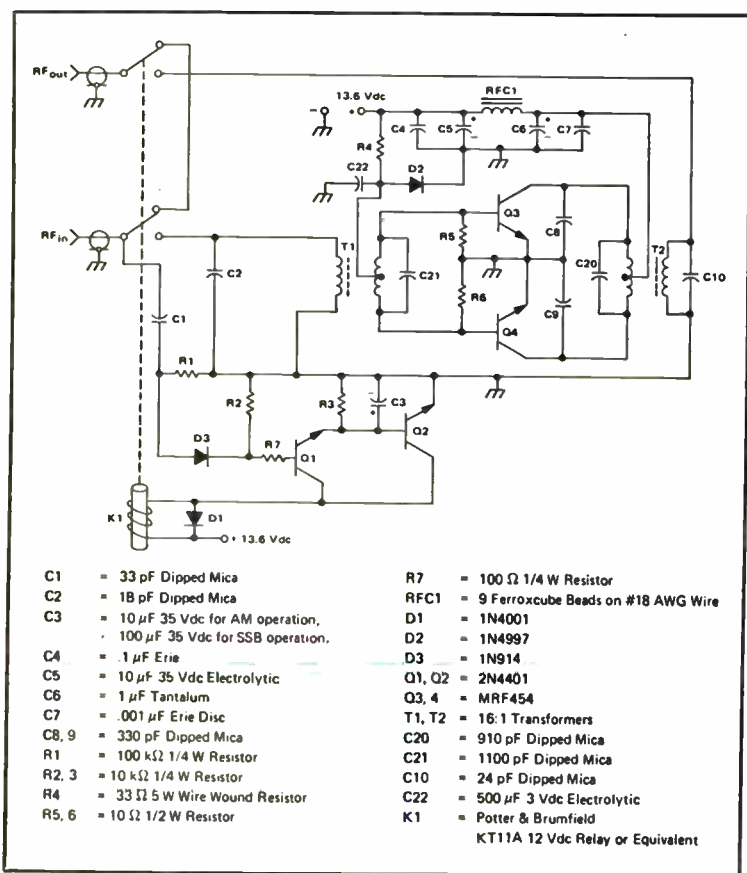 RFout
13.6 Vdc
RFC1
-
+
C4
C5
+
-
C6
+
-
C7
R4
C22
D2
Q3
RFin
T1
R5
C8
C20
T2
C2
C21
C10
R6
C9
C1
Q4
R1
R2
R3
-
C3
+
Q2
D3
R7
Q1
K1
D1
+ 13.6 Vdc
C1 = 33 pF Dipped Mica
C2 = 18 pF Dipped Mica
C3 = 10 μF 35 Vdc for AM operation,
100 μF 35 Vdc for SSB operation.
C4 = .1 μF Erie
C5 = 10 μF 35 Vdc Electrolytic
C6 = 1 μF Tantalum
C7 = .001 μF Erie Disc
C8, 9 = 330 pF Dipped Mica
R1 = 100 kΩ 1/4 W Resistor
R2, 3 = 10 kΩ 1/4 W Resistor
R4 = 33 Ω 5 W Wire Wound Resistor
R5, 6 = 10 Ω 1/2 W Resistor
R7 = 100 Ω 1/4 W Resistor
RFC1 = 9 Ferroxcube Beads on #18 AWG Wire
D1 = 1N4001
D2 = 1N4997
D3 = 1N914
Q1, Q2 = 2N4401
Q3, 4 = MRF454
T1, T2 = 16:1 Transformers
C20 = 910 pF Dipped Mica
C21 = 1100 pF Dipped Mica
C10 = 24 pF Dipped Mica
C22 = 500 μF 3 Vdc Electrolytic
K1 = Potter & Brumfield
KT11A 12 Vdc Relay or Equivalent